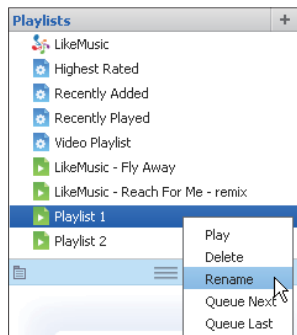 Playlists +
LikeMusic
Highest Rated
Recently Added
Recently Played
Video Playlist
LikeMusic - Fly Away
LikeMusic - Reach For Me - remix
Playlist 1
Playlist 2
Play
Delete
Rename
Queue Next
Queue Last